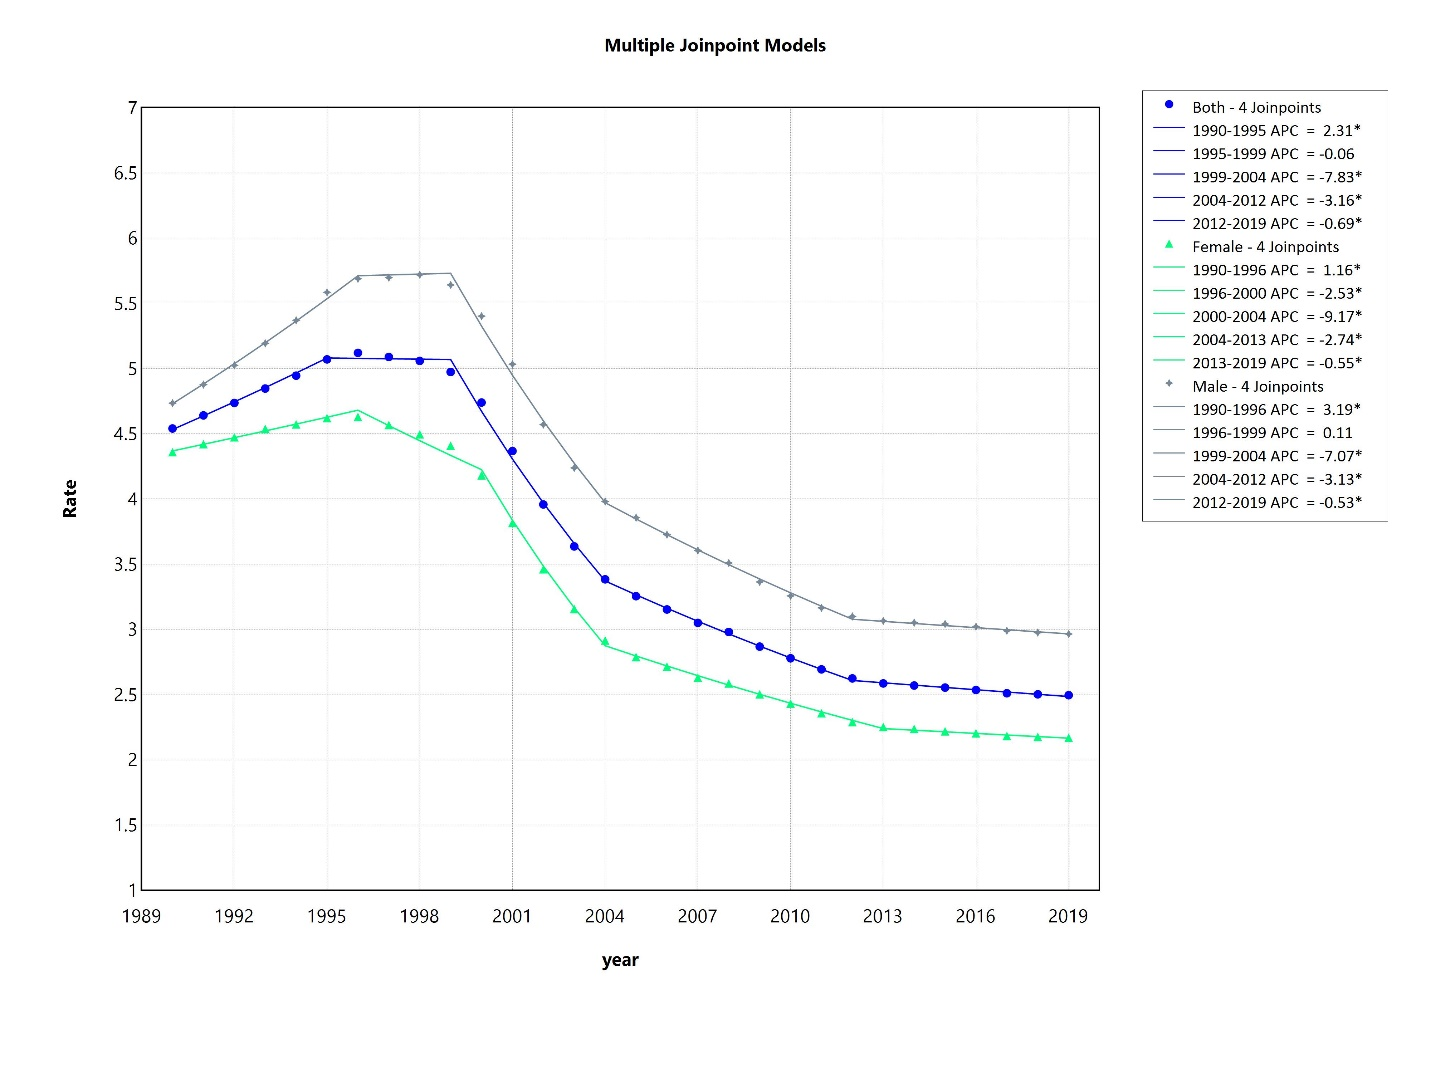 Multiple Joinpoint Models
7
6.5
6
5.5
5
4.5
4
3.5
3
2.5
2
1.5
1
Rate
1989 1992 1995 1998 2001 2004 2007 2010 2013 2016 2019
year
Both - 4 Joinpoints
1990-1995 APC = 2.31*
1995-1999 APC = -0.06
1999-2004 APC = -7.83*
2004-2012 APC = -3.16*
2012-2019 APC = -0.69*
Female - 4 Joinpoints
1990-1996 APC = 1.16*
1996-2000 APC = -2.53*
2000-2004 APC = -9.17*
2004-2013 APC = -2.74*
2013-2019 APC = -0.55*
Male - 4 Joinpoints
1990-1996 APC = 3.19*
1996-1999 APC = 0.11
1999-2004 APC = -7.07*
2004-2012 APC = -3.13*
2012-2019 APC = -0.53*